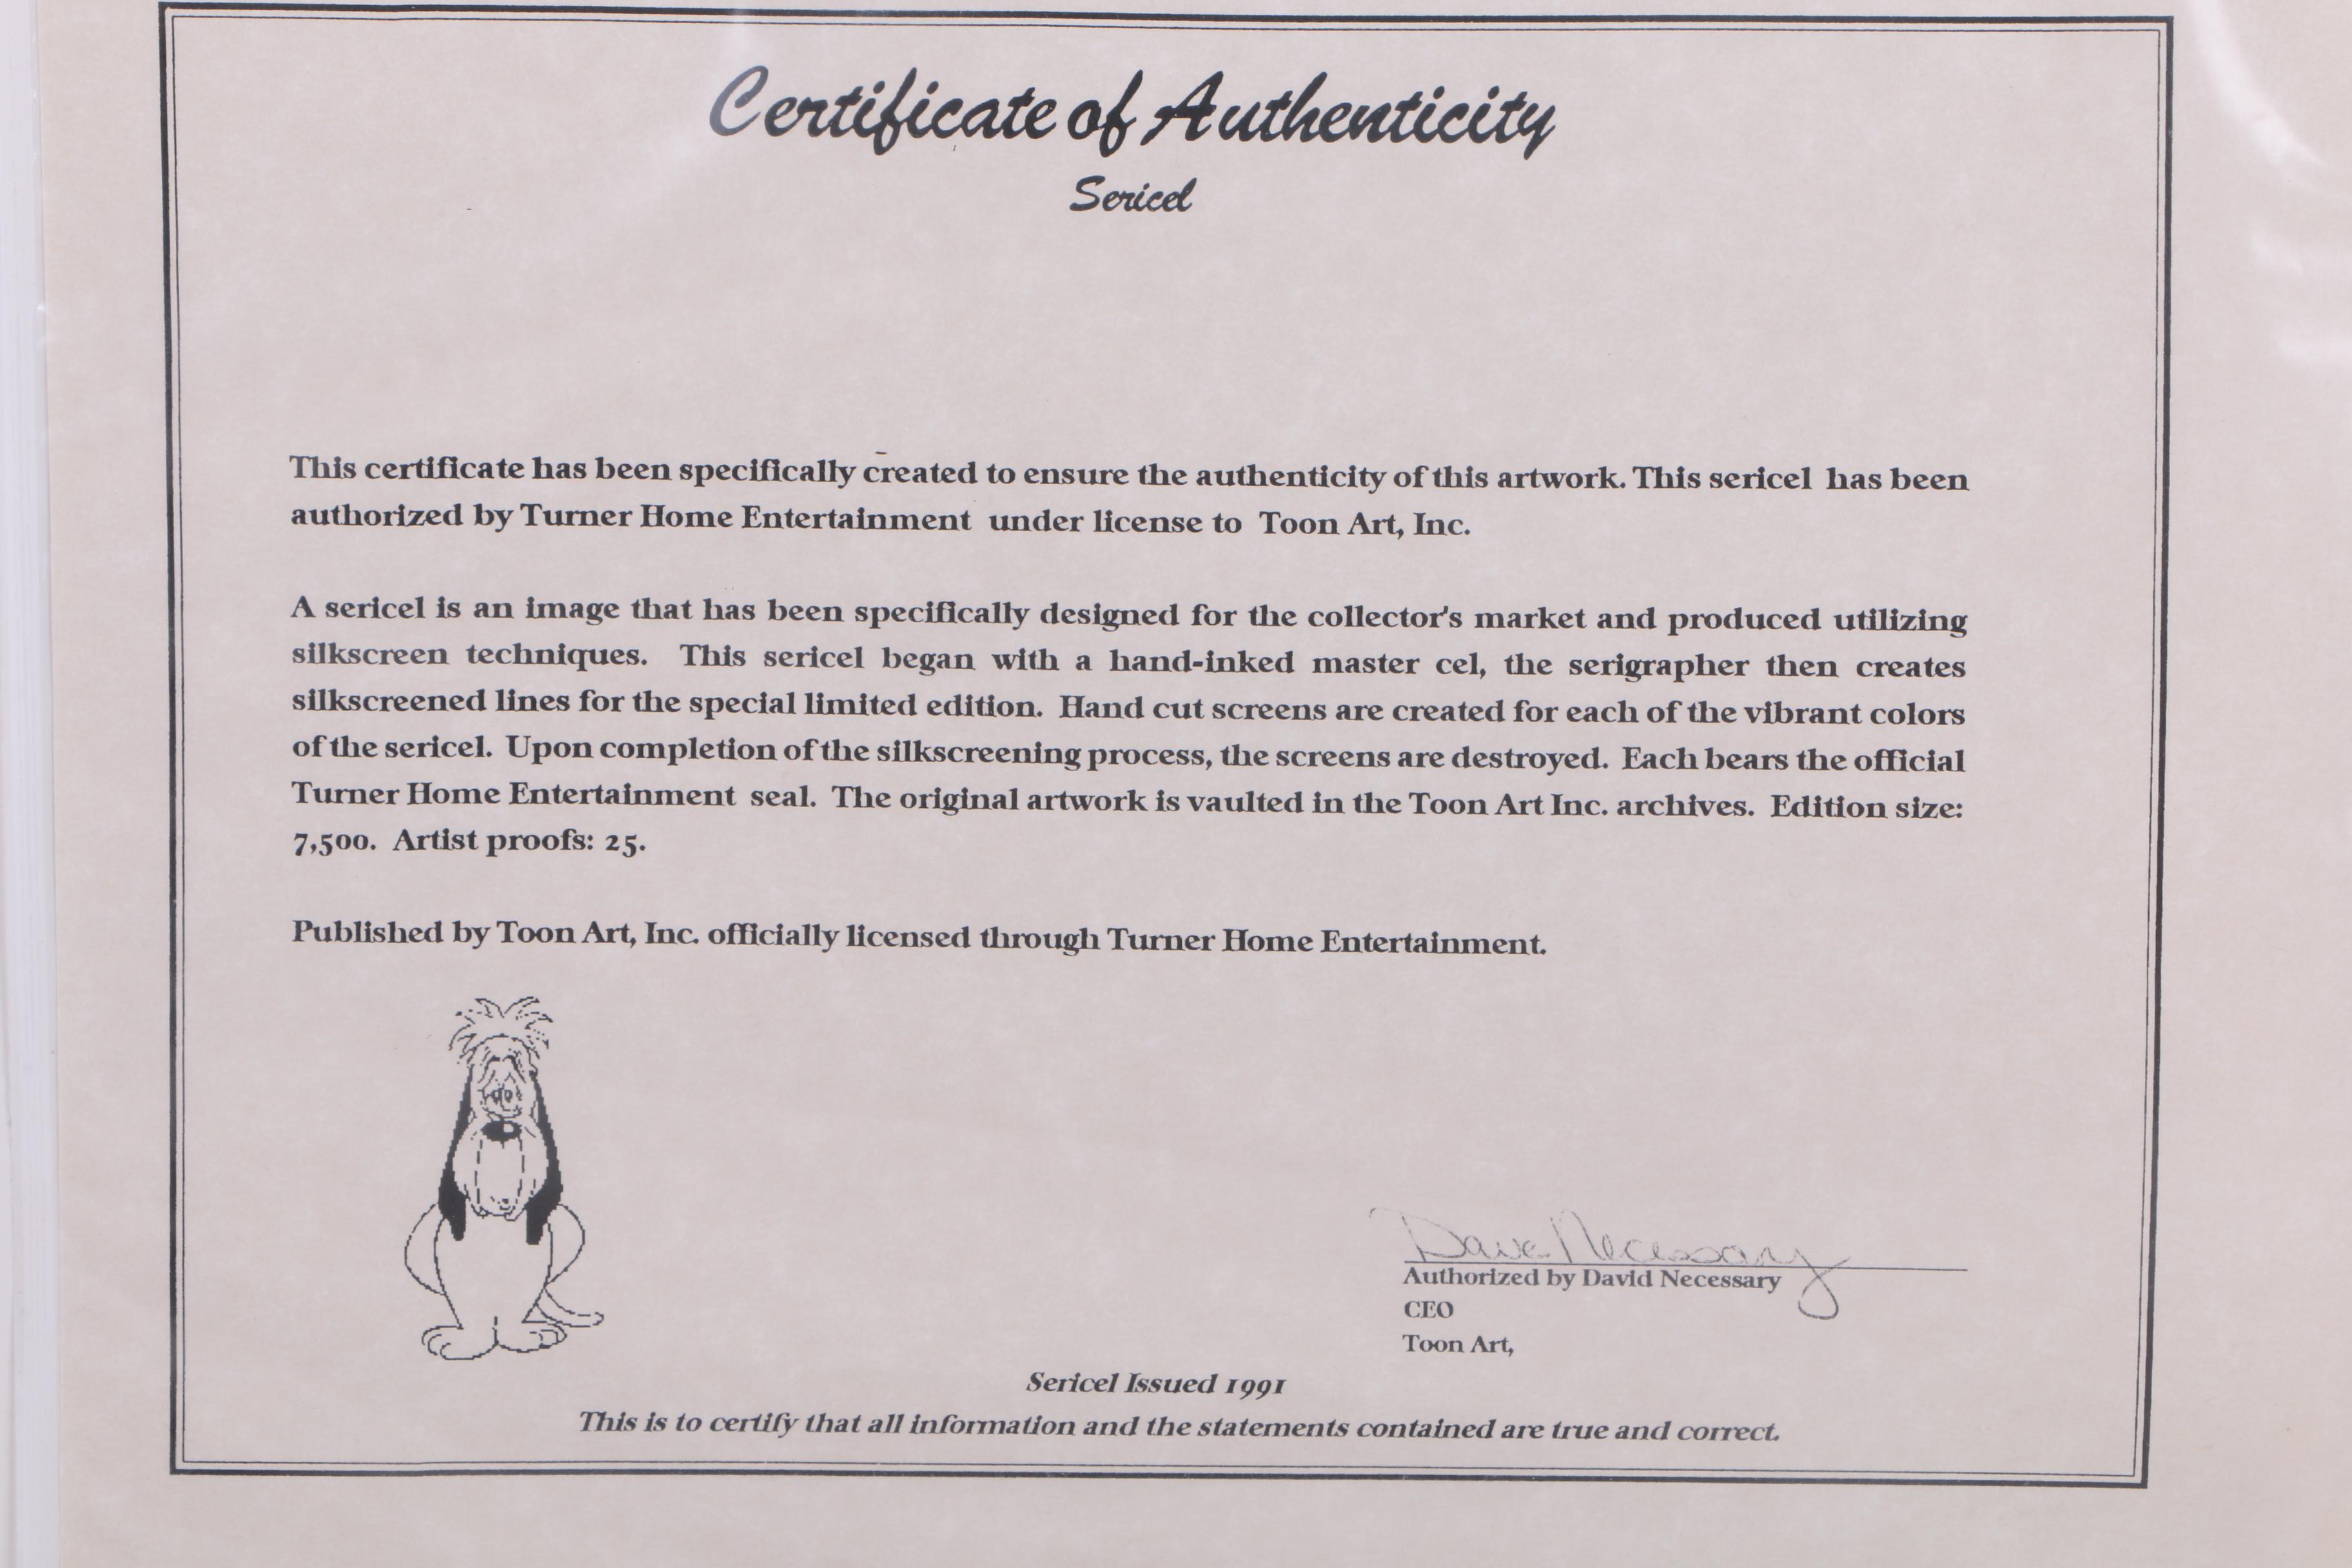 Certificate of Authenticity
Sericel
This certificate has been specifically created to ensure the authenticity of this artwork. This sericel has been
authorized by Turner Home Entertainment under license to Toon Art, Inc.
A sericel is an image that has been specifically designed for the collector's market and produced utilizing
silkscreen techniques. This sericel began with a hand-inked master cel, the serigrapher then creates
silkscreened lines for the special limited edition. Hand cut screens are created for each of the vibrant colors
of the sericel. Upon completion of the silkscreening process, the screens are destroyed. Each bears the official
Turner Home Entertainment seal. The original artwork is vaulted in the Toon Art Inc. archives. Edition size:
7,500. Artist proofs: 25.
Published by Toon Art, Inc. officially licensed through Turner Home Entertainment.
Dave Necessary
Authorized by David Necessary
CEO
Toon Art,
Sericel Issued 1991
This is to certify that all information and the statements contained are true and correct.